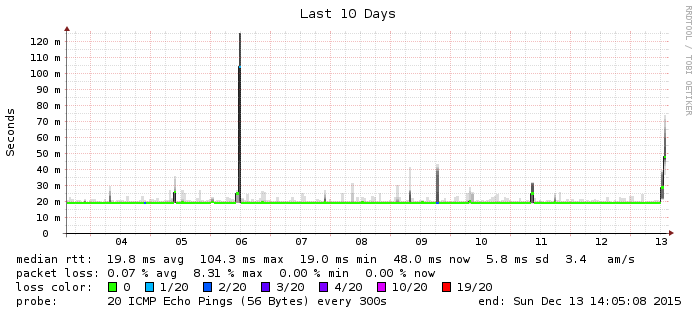 Last 10 Days
RRDTOOL / TOBI OETIKER
Seconds
120 m
110 m
100 m
90 m
80 m
70 m
60 m
50 m
40 m
30 m
20 m
10 m
0
04 05 06 07 08 09 10 11 12 13
median rtt: 19.8 ms avg 104.3 ms max 19.0 ms min 48.0 ms now 5.8 ms sd 3.4 am/s
packet loss: 0.07 % avg 8.31 % max 0.00 % min 0.00 % now
loss color: 0 1/20 2/20 3/20 4/20 10/20 19/20
probe: 20 ICMP Echo Pings (56 Bytes) every 300s end: Sun Dec 13 14:05:08 2015